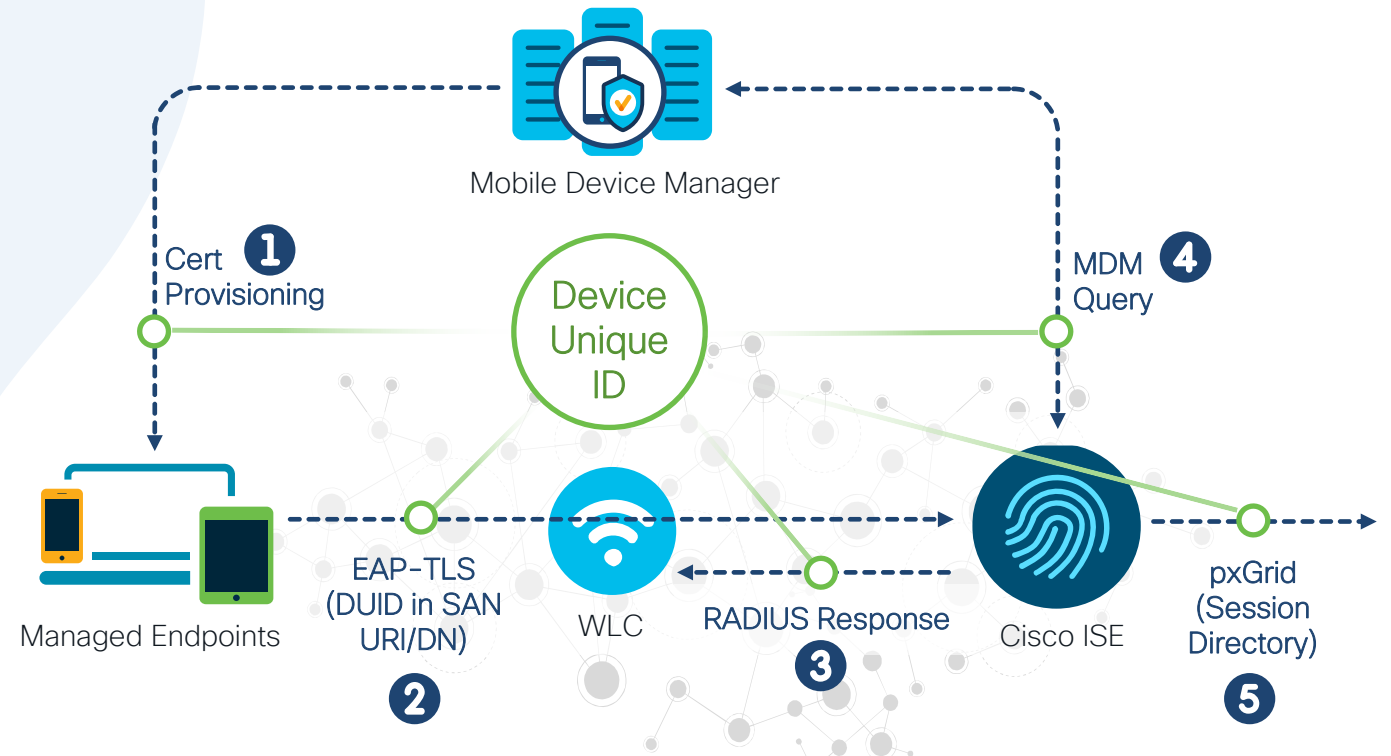 Mobile Device Manager
Cert
Provisioning
1
Device
Unique
ID
MDM
Query
4
EAP-TLS
(DUID in SAN
URI/DN)
2
Managed Endpoints
WLC
RADIUS Response
3
Cisco ISE
pxGrid
(Session
Directory)
5